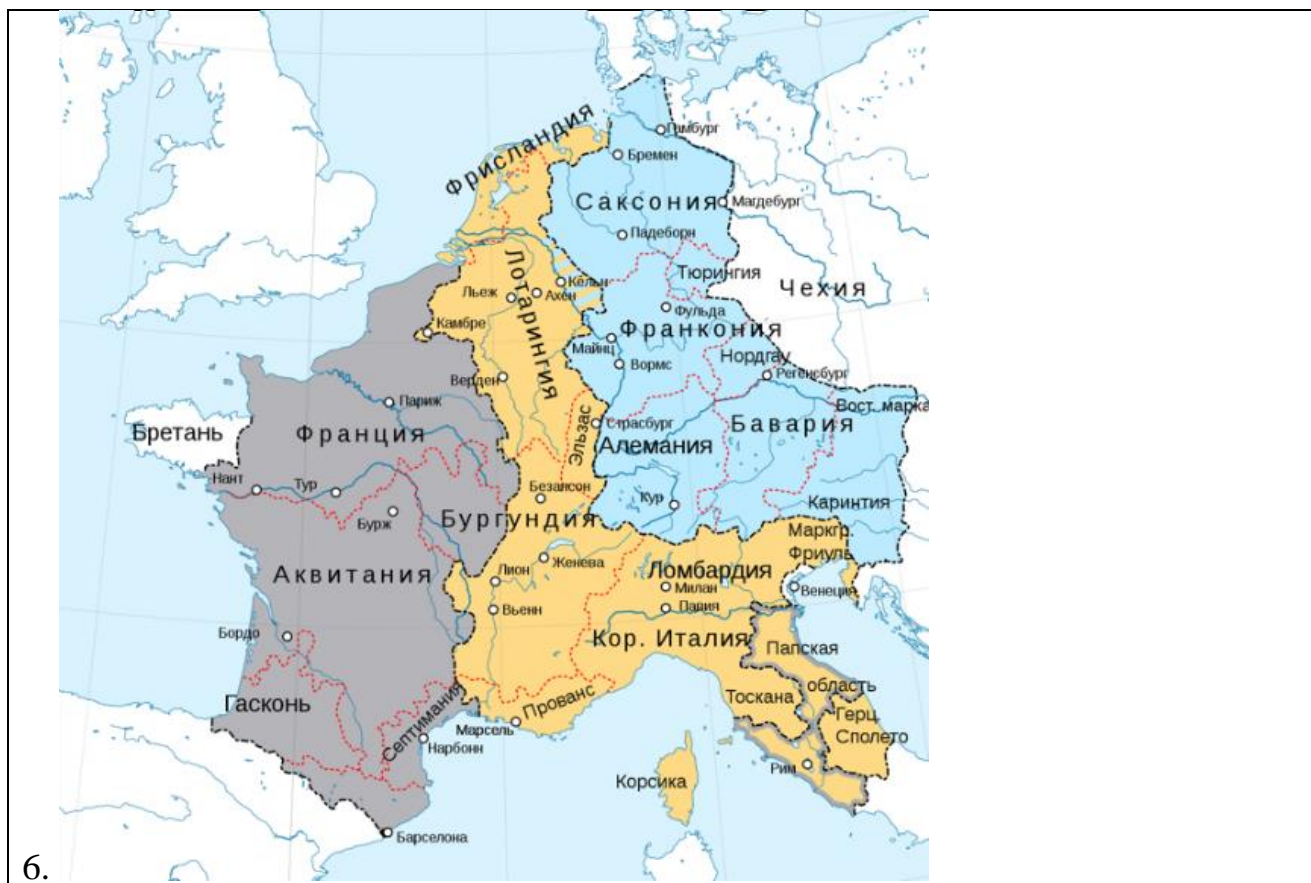 Фрисландия
Гамбург
Бремен
Саксония
Магдебург
Падеборн
Лотарингия
Тюрингия
Кёльн
Чехия
Льеж
Ахен
Фульда
Камбре
Франкония
Майнц
Вормс
Нордгау
Регенсбург
Верден
Париж
Эльзас
Страсбург
Вост. марка
Бретань
Франция
Алемания
Бавария
Нант
Тур
Безансон
Кур
Каринтия
Бурж
Бургундия
Маркгр.
Фриуль
Женева
Ломбардия
Аквитания
Лион
Милан
Венеция
Вьенн
Павия
Бордо
Кор. Италия
Папская
область
Гасконь
Септимания
Прованс
Тоскана
Герц.
Сполето
Марсель
Нарбонн
Рим
Корсика
Барселона
6.